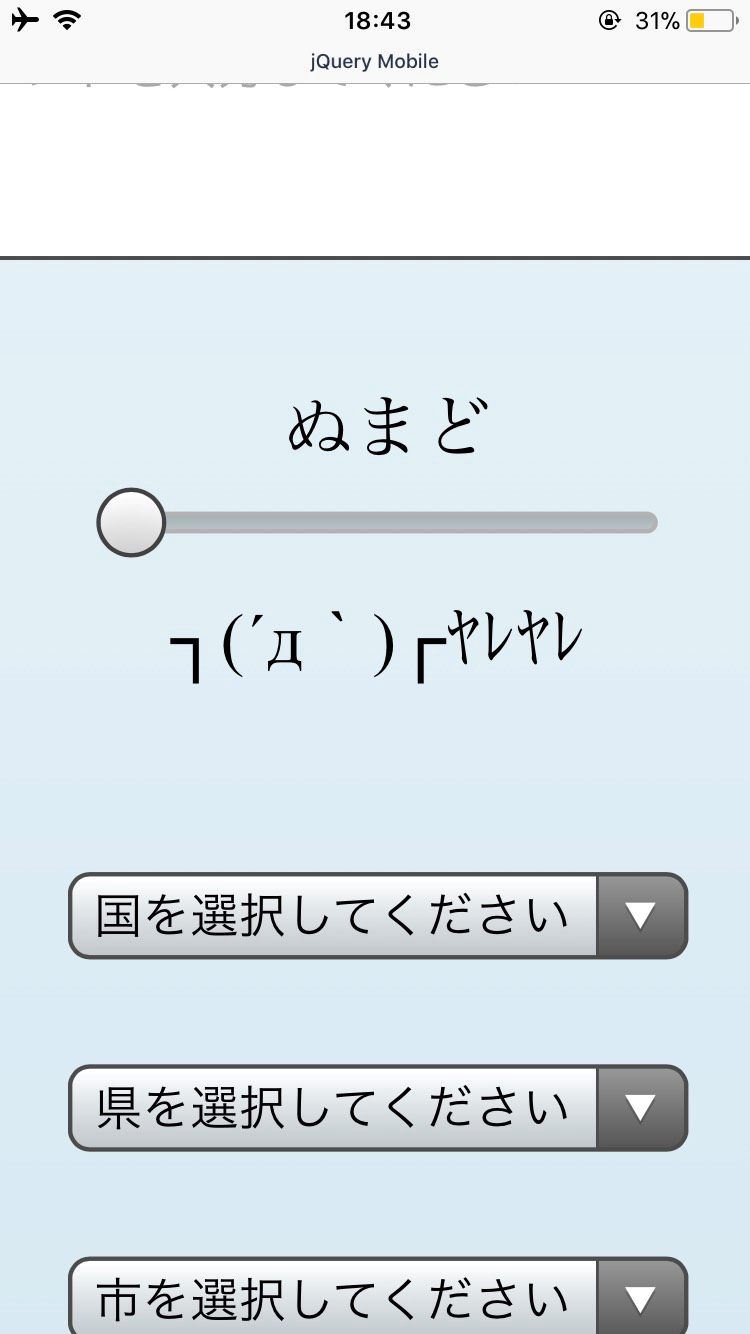 18:43
31%
jQuery Mobile
ぬまど
┓(´д｀)┏ﾔﾚﾔﾚ
国を選択してください
▼
県を選択してください
▼
市を選択してください
▼